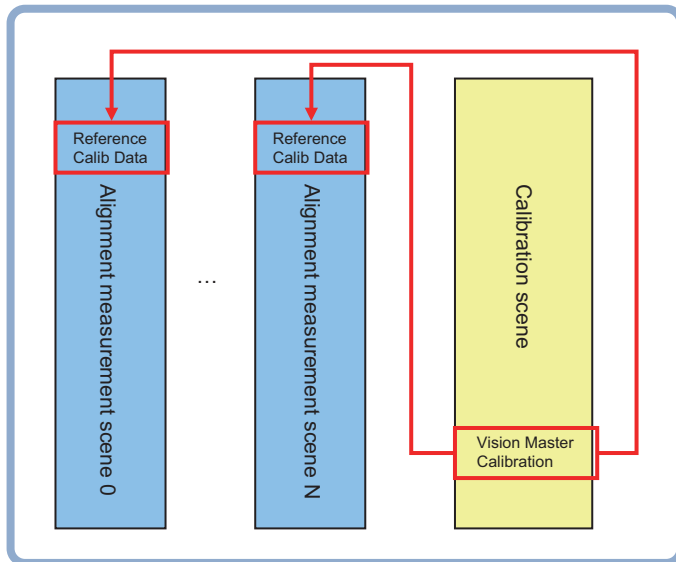 Reference
Calib Data
Alignment measurement scene 0
...
Reference
Calib Data
Alignment measurement scene N
Calibration scene
Vision Master
Calibration